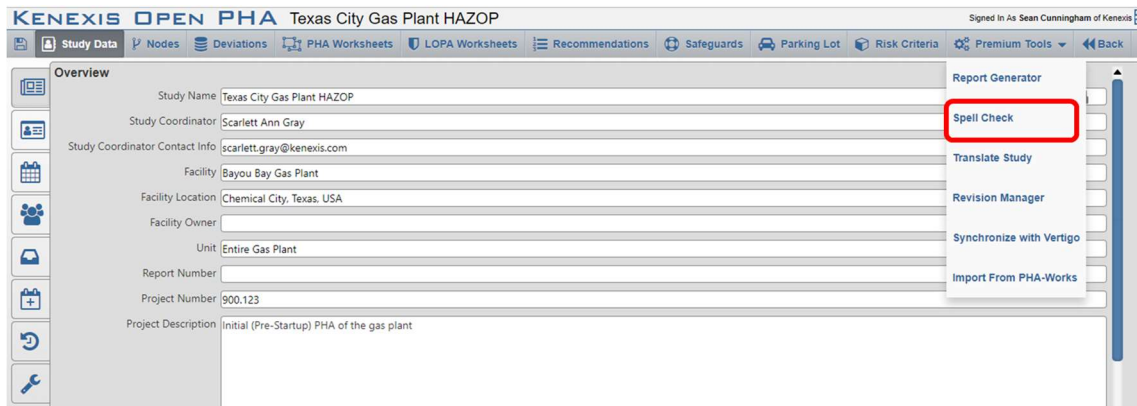 KENEXIS OPEN PHA Texas City Gas Plant HAZOP Signed In As Sean Cunningham of Kenexis
Study Data Nodes Deviations PHA Worksheets LOPA Worksheets Recommendations Safeguards Parking Lot Risk Criteria Premium Tools Back
Overview
Study Name Texas City Gas Plant HAZOP
Study Coordinator Scarlett Ann Gray
Study Coordinator Contact Info scarlett.gray@kenexis.com
Facility Bayou Bay Gas Plant
Facility Location Chemical City, Texas, USA
Facility Owner
Unit Entire Gas Plant
Report Number
Project Number 900.123
Project Description Initial (Pre-Startup) PHA of the gas plant
Report Generator
Spell Check
Translate Study
Revision Manager
Synchronize with Vertigo
Import From PHA-Works